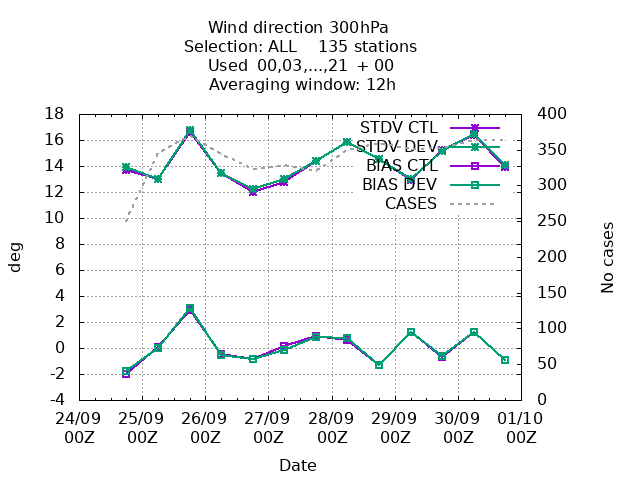 Wind direction 300hPa
Selection: ALL    135 stations
Used  00,03,...,21  + 00
Averaging window: 12h
18
16
14
12
10
8
6
4
2
0
-2
-4
deg
STDV CTL
STDV DEV
BIAS CTL
BIAS DEV
CASES
400
350
300
250
200
150
100
50
0
No cases
24/09 25/09 26/09 27/09 28/09 29/09 30/09 01/10
00Z 00Z 00Z 00Z 00Z 00Z 00Z 00Z
Date